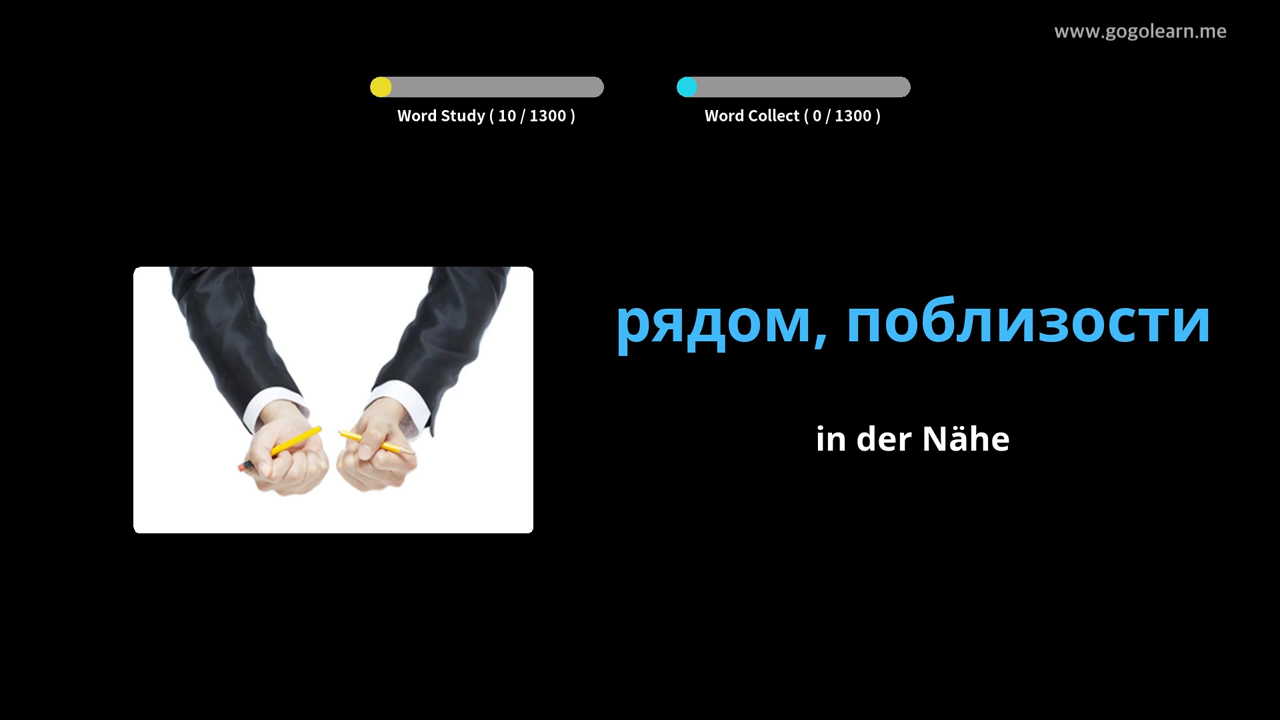 www.gogolearn.me
Word Study ( 10 / 1300 )
Word Collect ( 0 / 1300 )
рядом, поблизости
in der Nähe